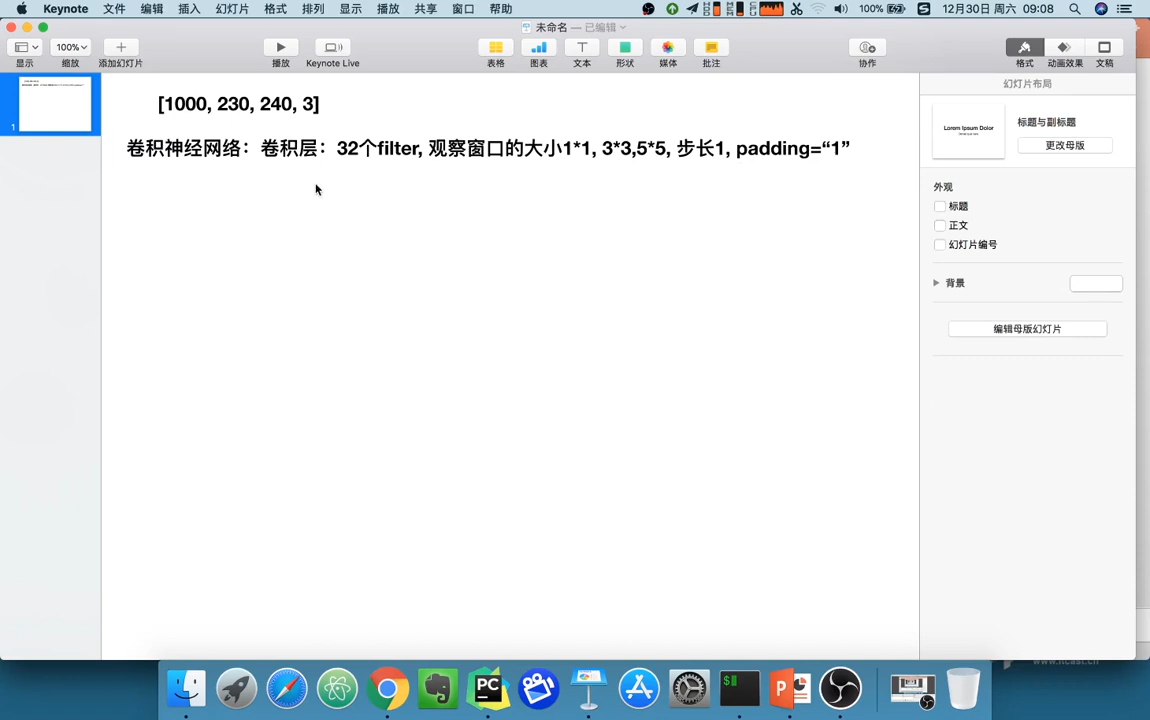 Keynote 文件 编辑 插入 幻灯片 格式 排列 显示 播放 共享 窗口 帮助 100% 12月30日 周六 09:08
未命名 — 已编辑
100%
显示 缩放 添加幻灯片 播放 Keynote Live 表格 图表 文本 形状 媒体 批注 协作 格式 动画效果 文稿
幻灯片布局
1
[1000, 230, 240, 3]
卷积神经网络：卷积层：32个filter, 观察窗口的大小1*1, 3*3,5*5, 步长1, padding=“1”
Lorem Ipsum Dolor
标题与副标题
更改母版
外观
标题
正文
幻灯片编号
背景
编辑母版幻灯片
www.itcast.cn
PC
$
P